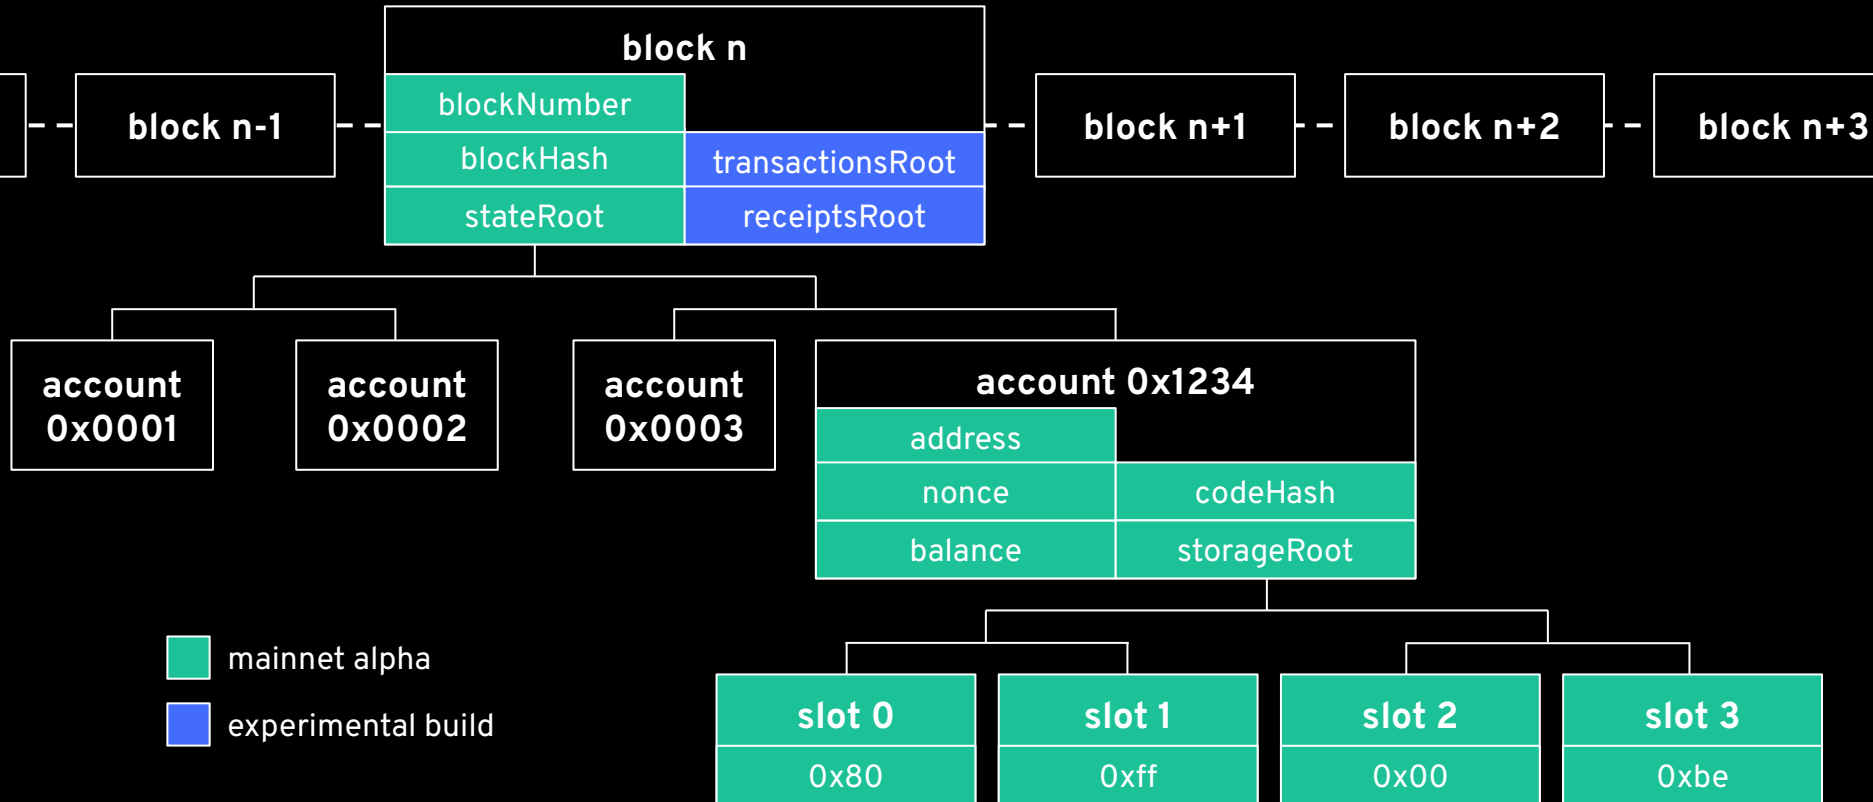 block n
block n-1
blockNumber
blockHash
transactionsRoot
stateRoot
receiptsRoot
block n+1
block n+2
block n+3
account
0x0001
account
0x0002
account
0x0003
account 0x1234
address
nonce
codeHash
balance
storageRoot
mainnet alpha
experimental build
slot 0
slot 1
slot 2
slot 3
0x80
0xff
0x00
0xbe